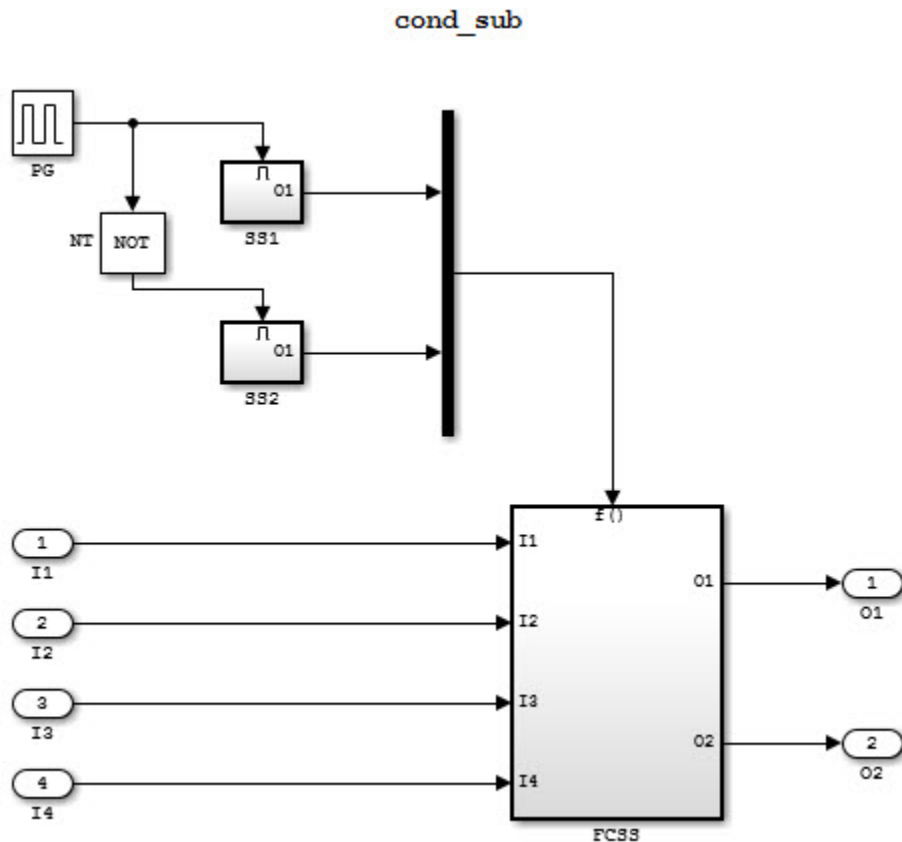 cond_sub
PG
O1
SS1
NT
NOT
O1
SS2
f()
1
I1
I1
O1
1
I1
O1
2
I2
I2
3
I3
I3
O2
2
O2
4
I4
I4
FCSS